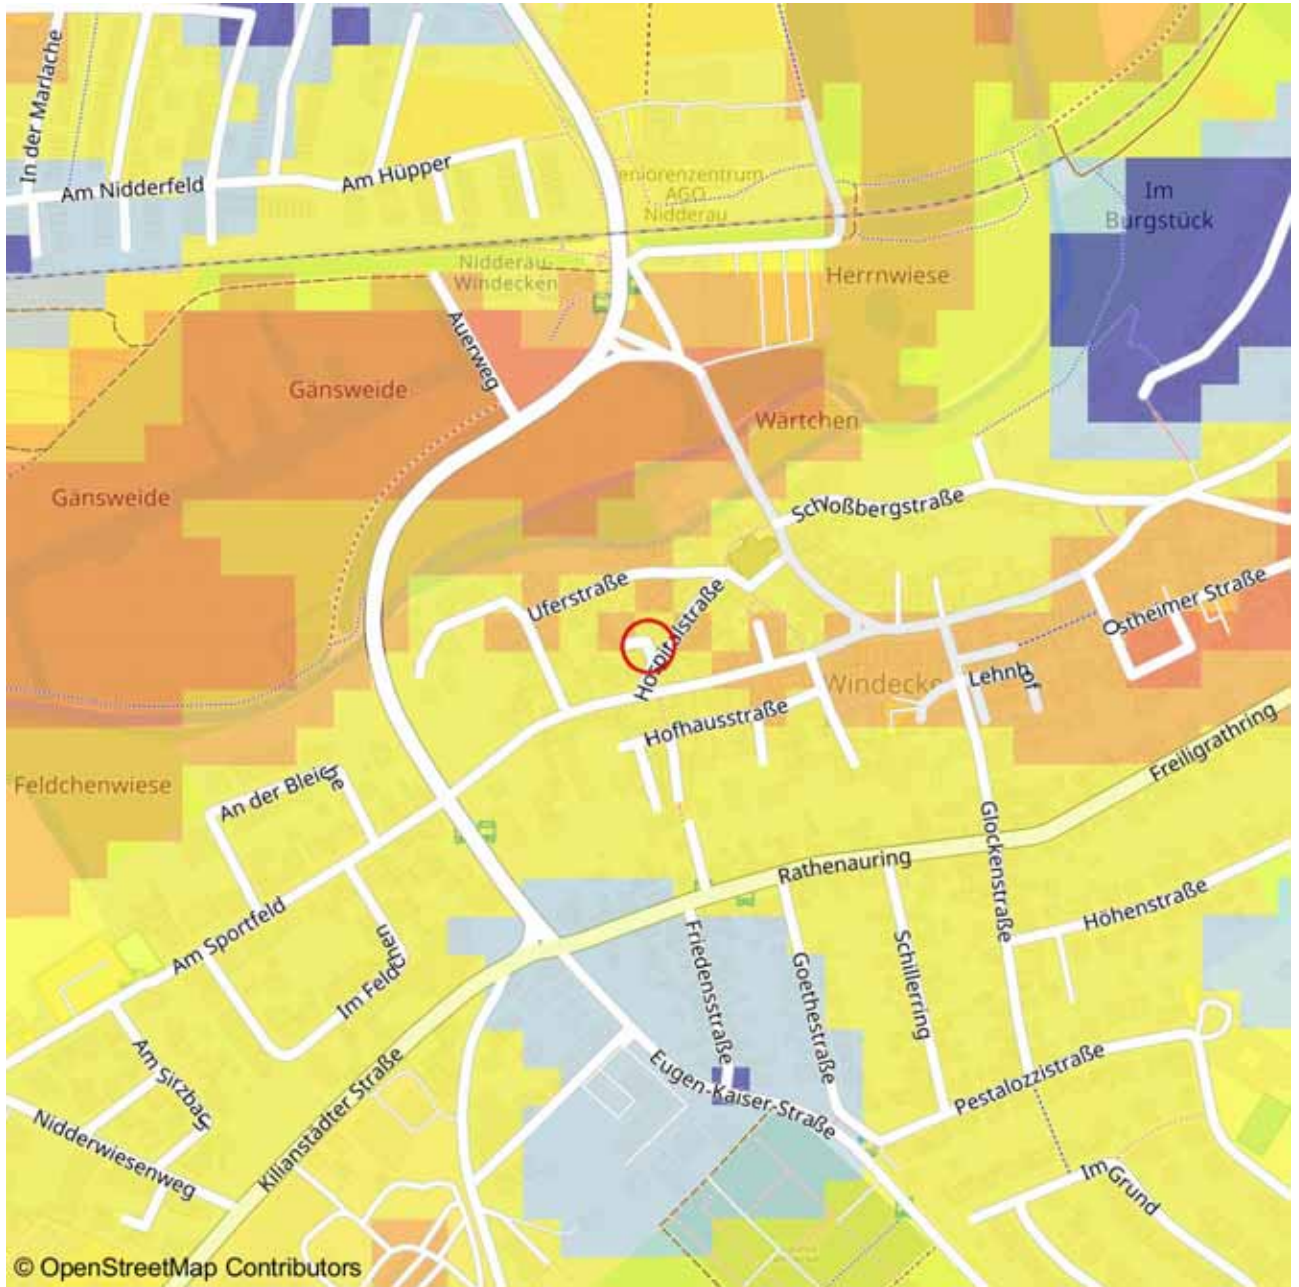 In der Marlache
Am Nidderfeld
Am Hüpper
eniorenzentrum
AGO
Nidderau
Im
Burgstück
Nidderau-
Windecken
Herrnwiese
Auerweg
Gänsweide
Wärtchen
Gänsweide
Schloßbergstraße
Uferstraße
Hospitalstraße
Ostheimer Straße
Windecke
Lehnhof
Hofhausstraße
Freiligrathring
Feldchenwiese
An der Bleiche
Glockenstraße
Rathenauring
Höhenstraße
Am Sportfeld
Im Feldchen
Friedensstraße
Goethestraße
Schillerring
Am Sirzbach
Eugen-Kaiser-Straße
Pestalozzistraße
Kilianstädter Straße
Nidderwiesenweg
Im Grund
© OpenStreetMap Contributors